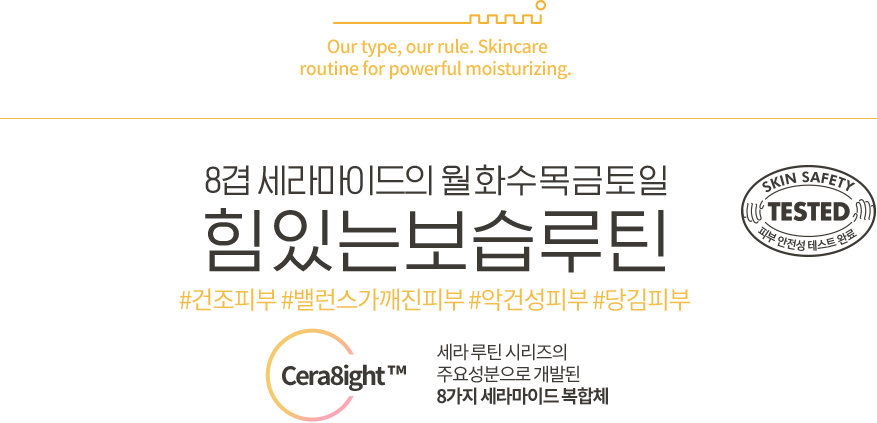 Our type, our rule. Skincare
routine for powerful moisturizing.
8겹 세라마이드의 월화수목금토일
힘있는보습루틴
SKIN SAFETY
TESTED
피부 안전성 테스트 완료
#건조피부 #밸런스가깨진피부 #악건성피부 #당김피부
Cera8ight™
세라 루틴 시리즈의
주요성분으로 개발된
8가지 세라마이드 복합체